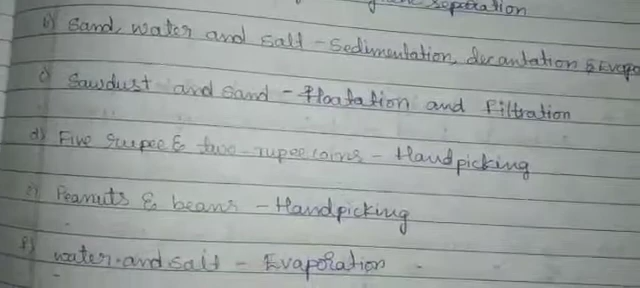 Separation
b) Sand, water and salt - Sedimentation, decantation & Evapo
c) Sawdust and sand - Floatation and Filtration
d) Five rupee & two-rupee coins - Handpicking
e) Peanuts & beans - Handpicking
f) water and salt - Evaporation